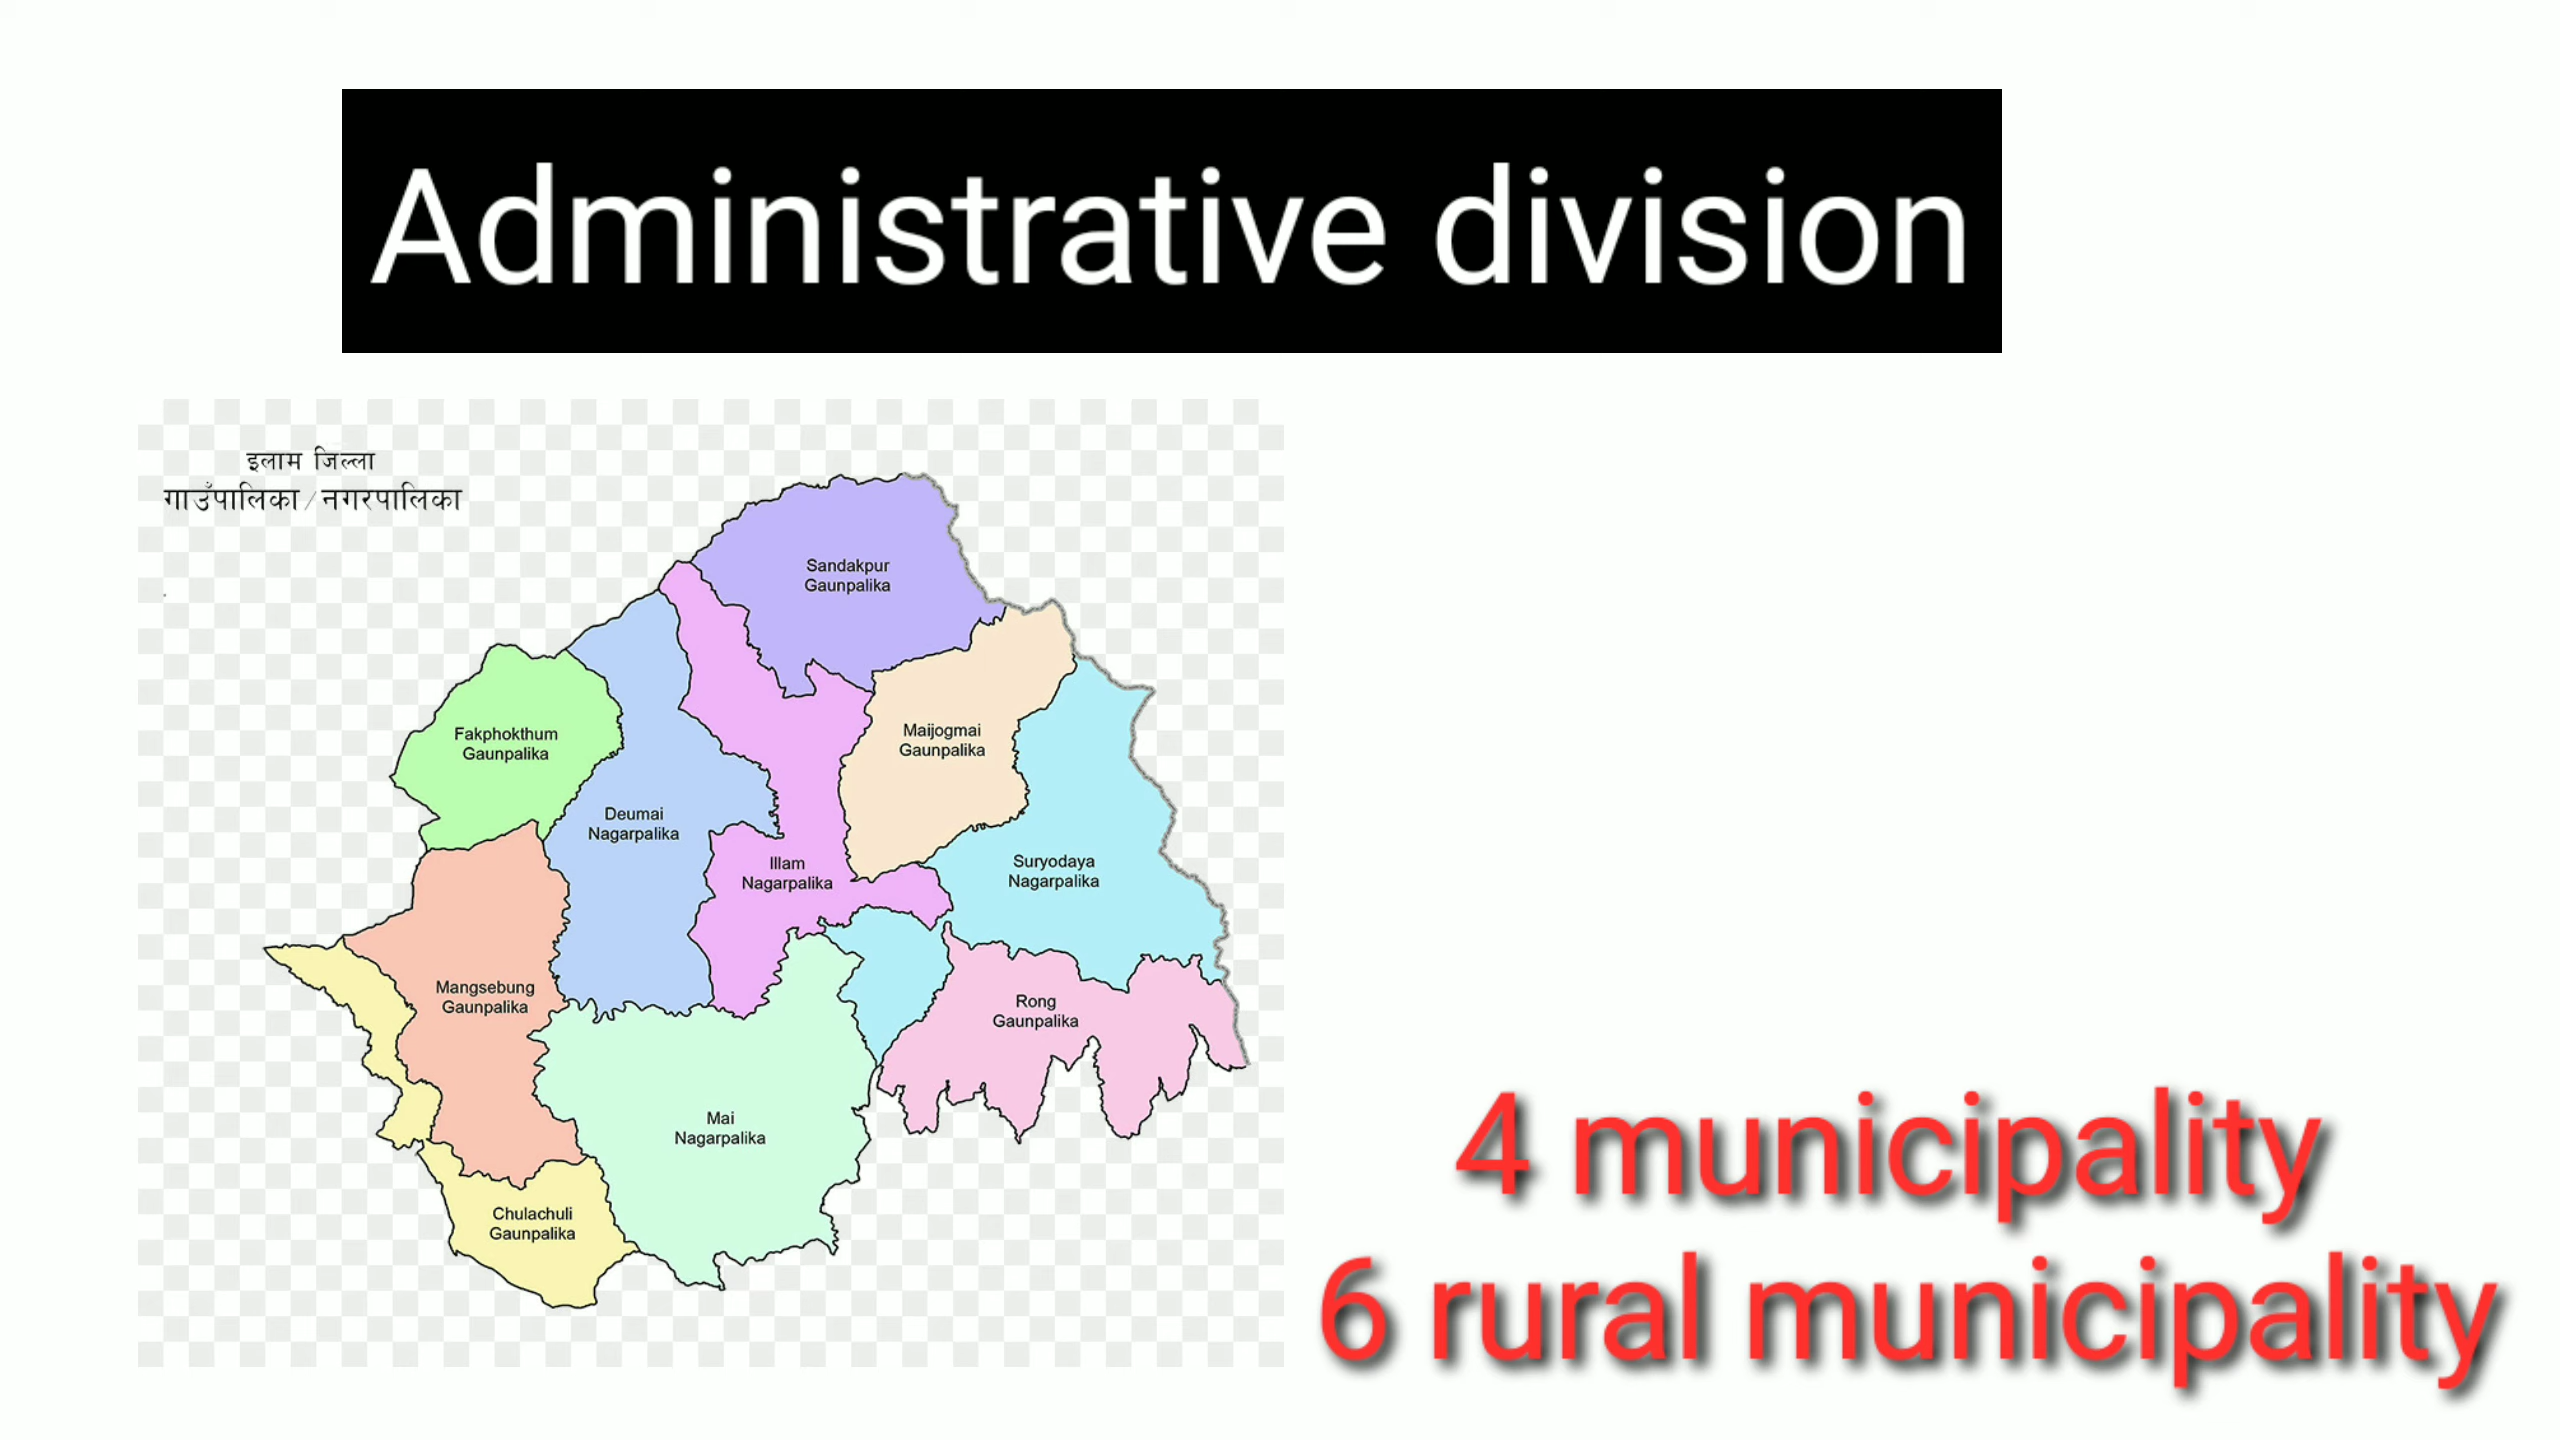 Administrative division
इलाम जिल्ला
गाउँपालिका/नगरपालिका
Sandakpur
Gaunpalika
Fakphokthum
Gaunpalika
Maijogmai
Gaunpalika
Deumai
Nagarpalika
Illam
Nagarpalika
Suryodaya
Nagarpalika
Mangsebung
Gaunpalika
Rong
Gaunpalika
Mai
Nagarpalika
Chulachuli
Gaunpalika
4 municipality
6 rural municipality